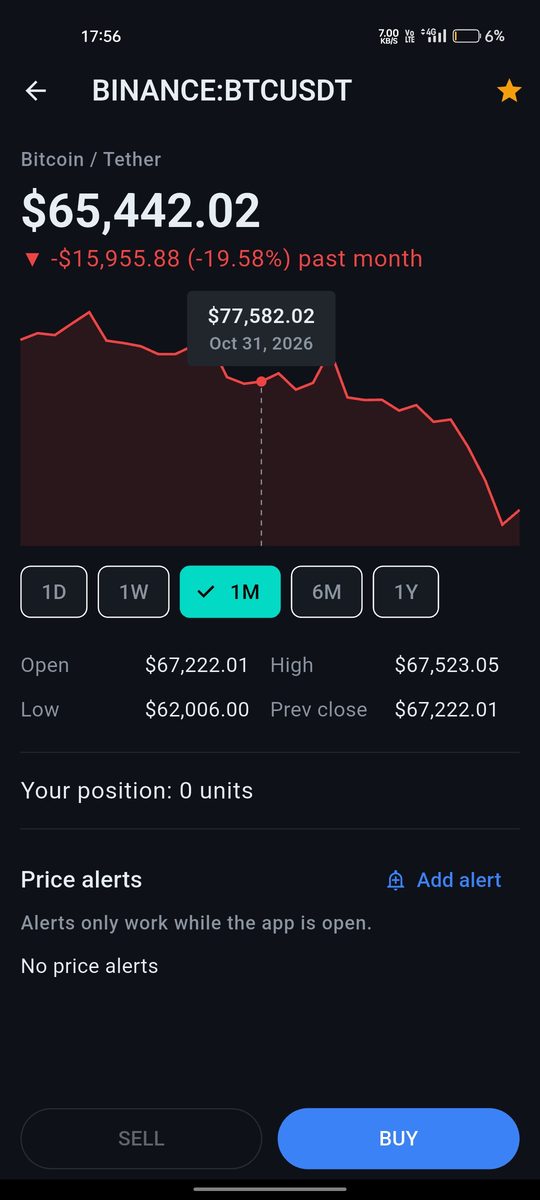 17:56
7.00 KB/S Vo LTE 4G 6%
BINANCE:BTCUSDT
Bitcoin / Tether
$65,442.02
▼ -$15,955.88 (-19.58%) past month
$77,582.02
Oct 31, 2026
1D 1W ✓ 1M 6M 1Y
Open $67,222.01 High $67,523.05
Low $62,006.00 Prev close $67,222.01
Your position: 0 units
Price alerts Add alert
Alerts only work while the app is open.
No price alerts
SELL BUY